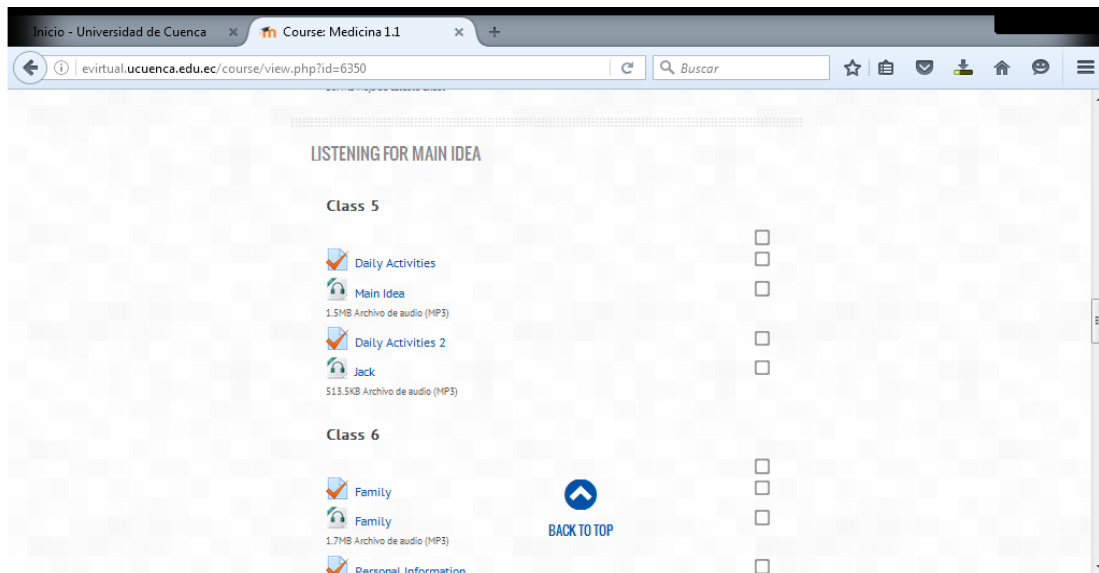 Inicio - Universidad de Cuenca
Course: Medicina 1.1
evirtual.ucuenca.edu.ec/course/view.php?id=6350
Buscar
LISTENING FOR MAIN IDEA
Class 5
Daily Activities
Main Idea
1.5MB Archivo de audio (MP3)
Daily Activities 2
Jack
513.5KB Archivo de audio (MP3)
Class 6
Family
Family
1.7MB Archivo de audio (MP3)
BACK TO TOP
Personal Information